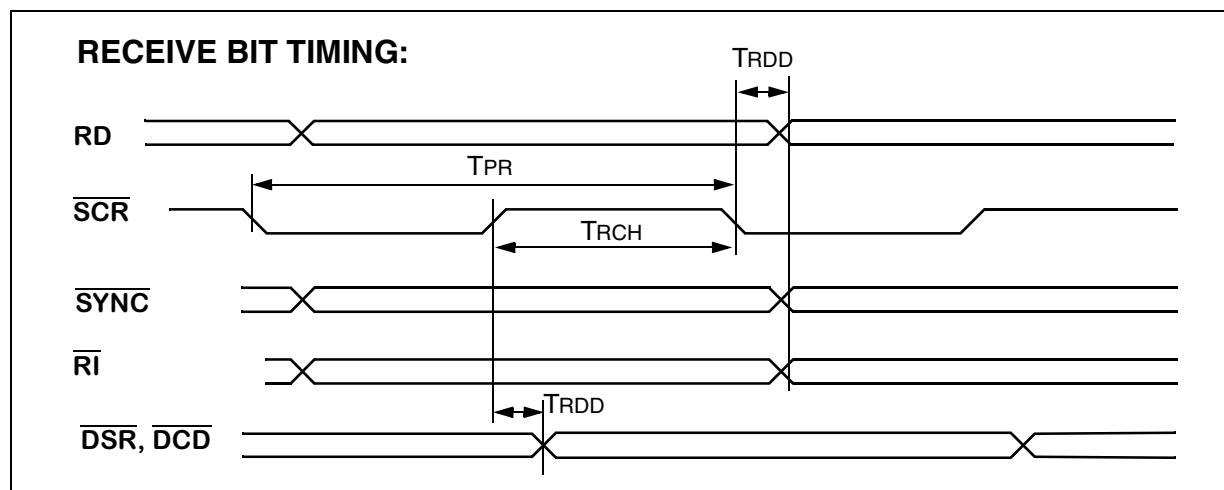 RECEIVE BIT TIMING:
TRDD
RD
TPR
SCR
TRCH
SYNC
RI
TRDD
DSR, DCD